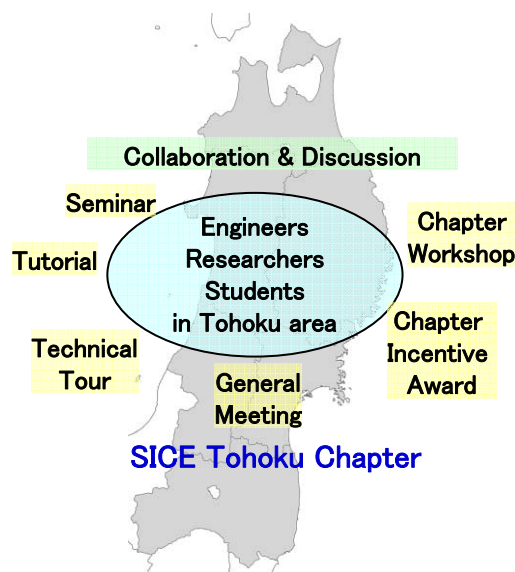 Collaboration & Discussion
Seminar
Engineers
Researchers
Students
in Tohoku area
Chapter
Workshop
Tutorial
Chapter
Incentive
Award
Technical
Tour
General
Meeting
SICE Tohoku Chapter